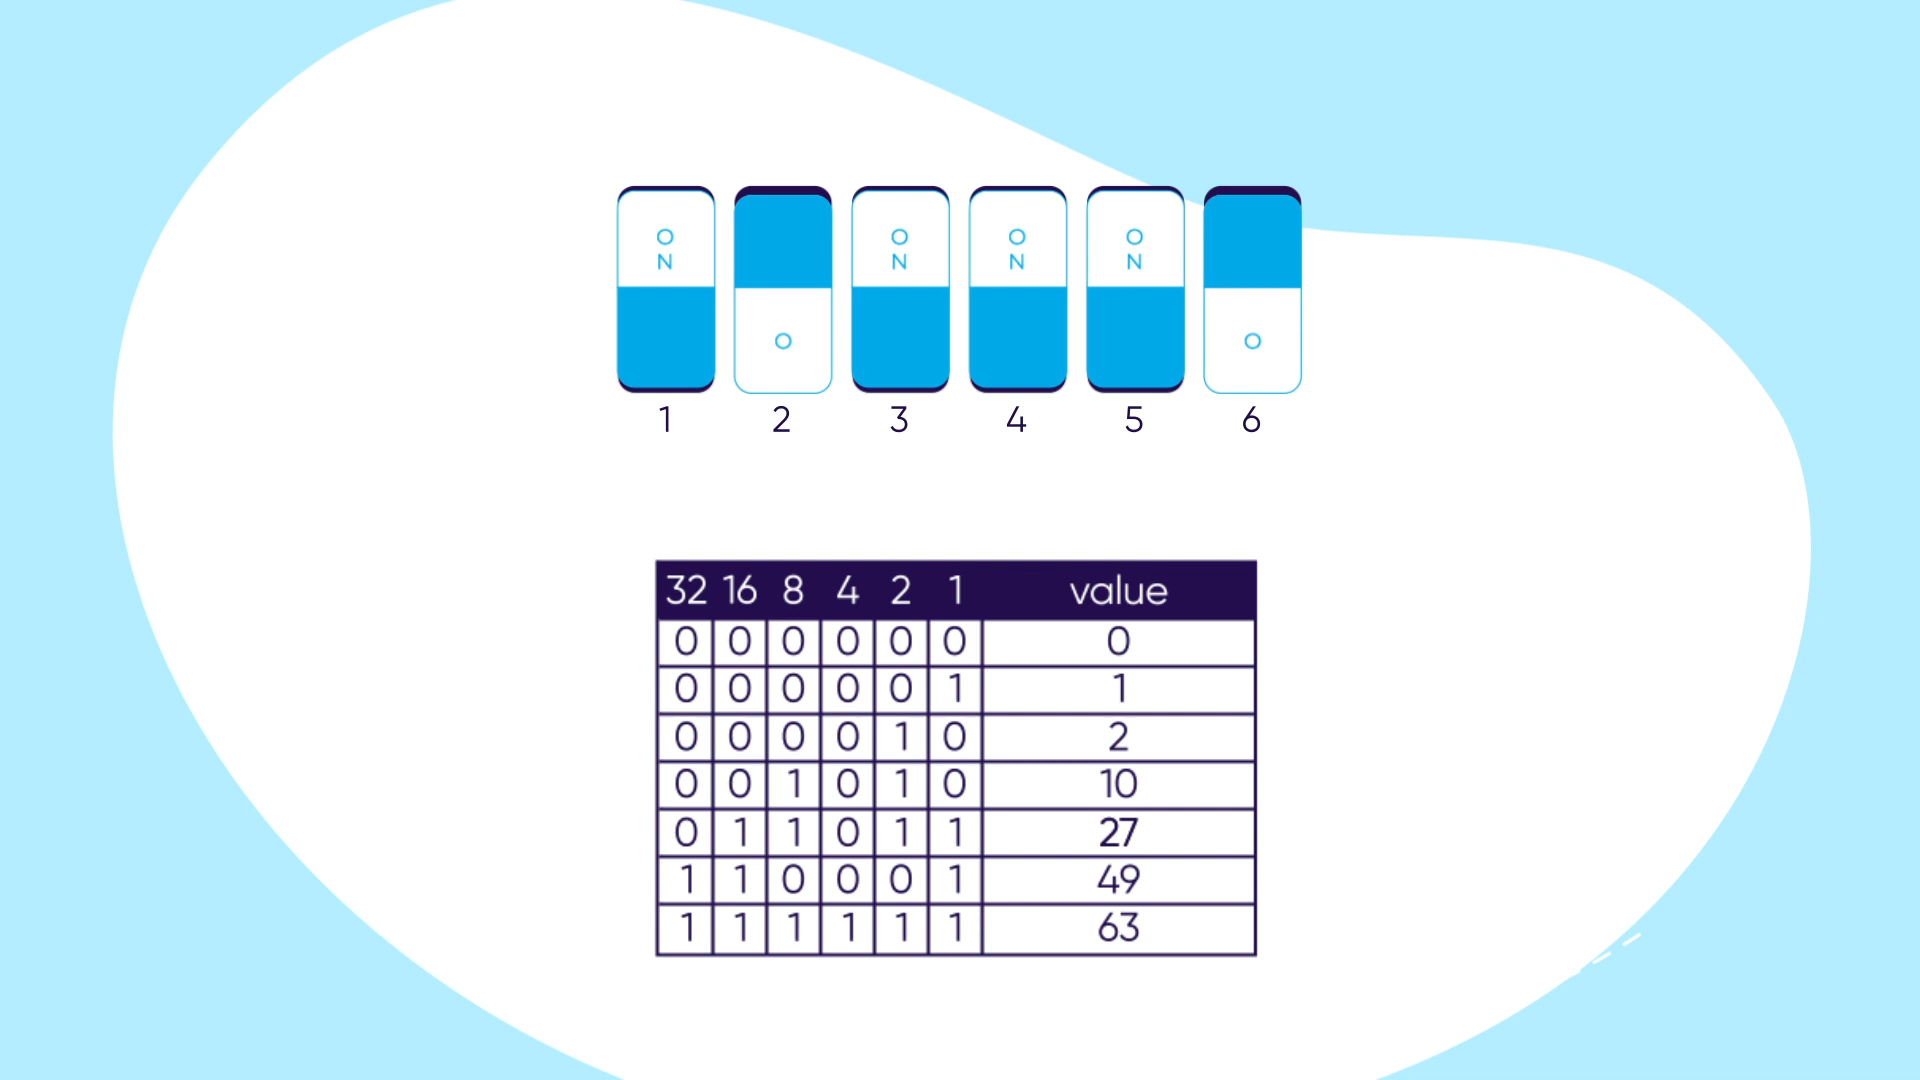 O O O O
N N N N
O O
1 2 3 4 5 6
32 16 8 4 2 1 value
0 0 0 0 0 0 0
0 0 0 0 0 1 1
0 0 0 0 1 0 2
0 0 1 0 1 0 10
0 1 1 0 1 1 27
1 1 0 0 0 1 49
1 1 1 1 1 1 63